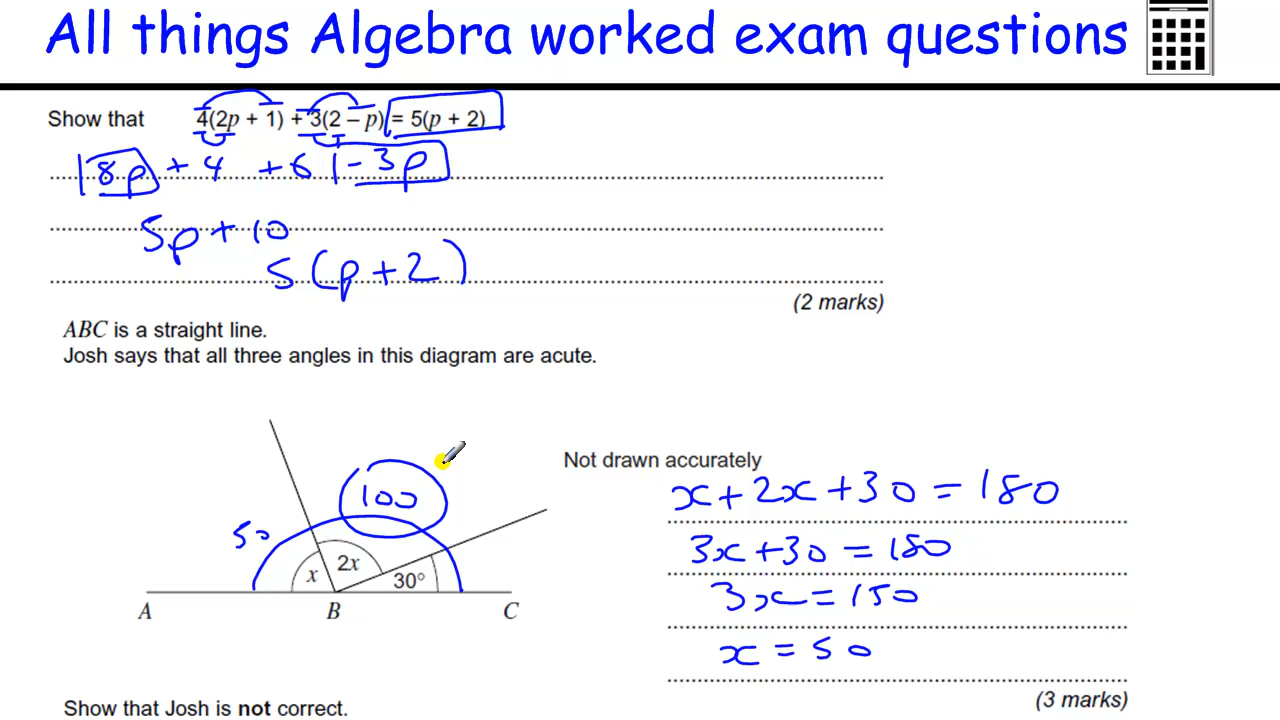 All things Algebra worked exam questions
Show that 4(2p + 1) + 3(2 – p) = 5(p + 2)
8p + 4 + 6 - 3p
5p + 10
5(p + 2)
(2 marks)
ABC is a straight line.
Josh says that all three angles in this diagram are acute.
Not drawn accurately
100
50
x 2x 30°
A B C
x + 2x + 30 = 180
3x + 30 = 180
3x = 150
x = 50
(3 marks)
Show that Josh is not correct.